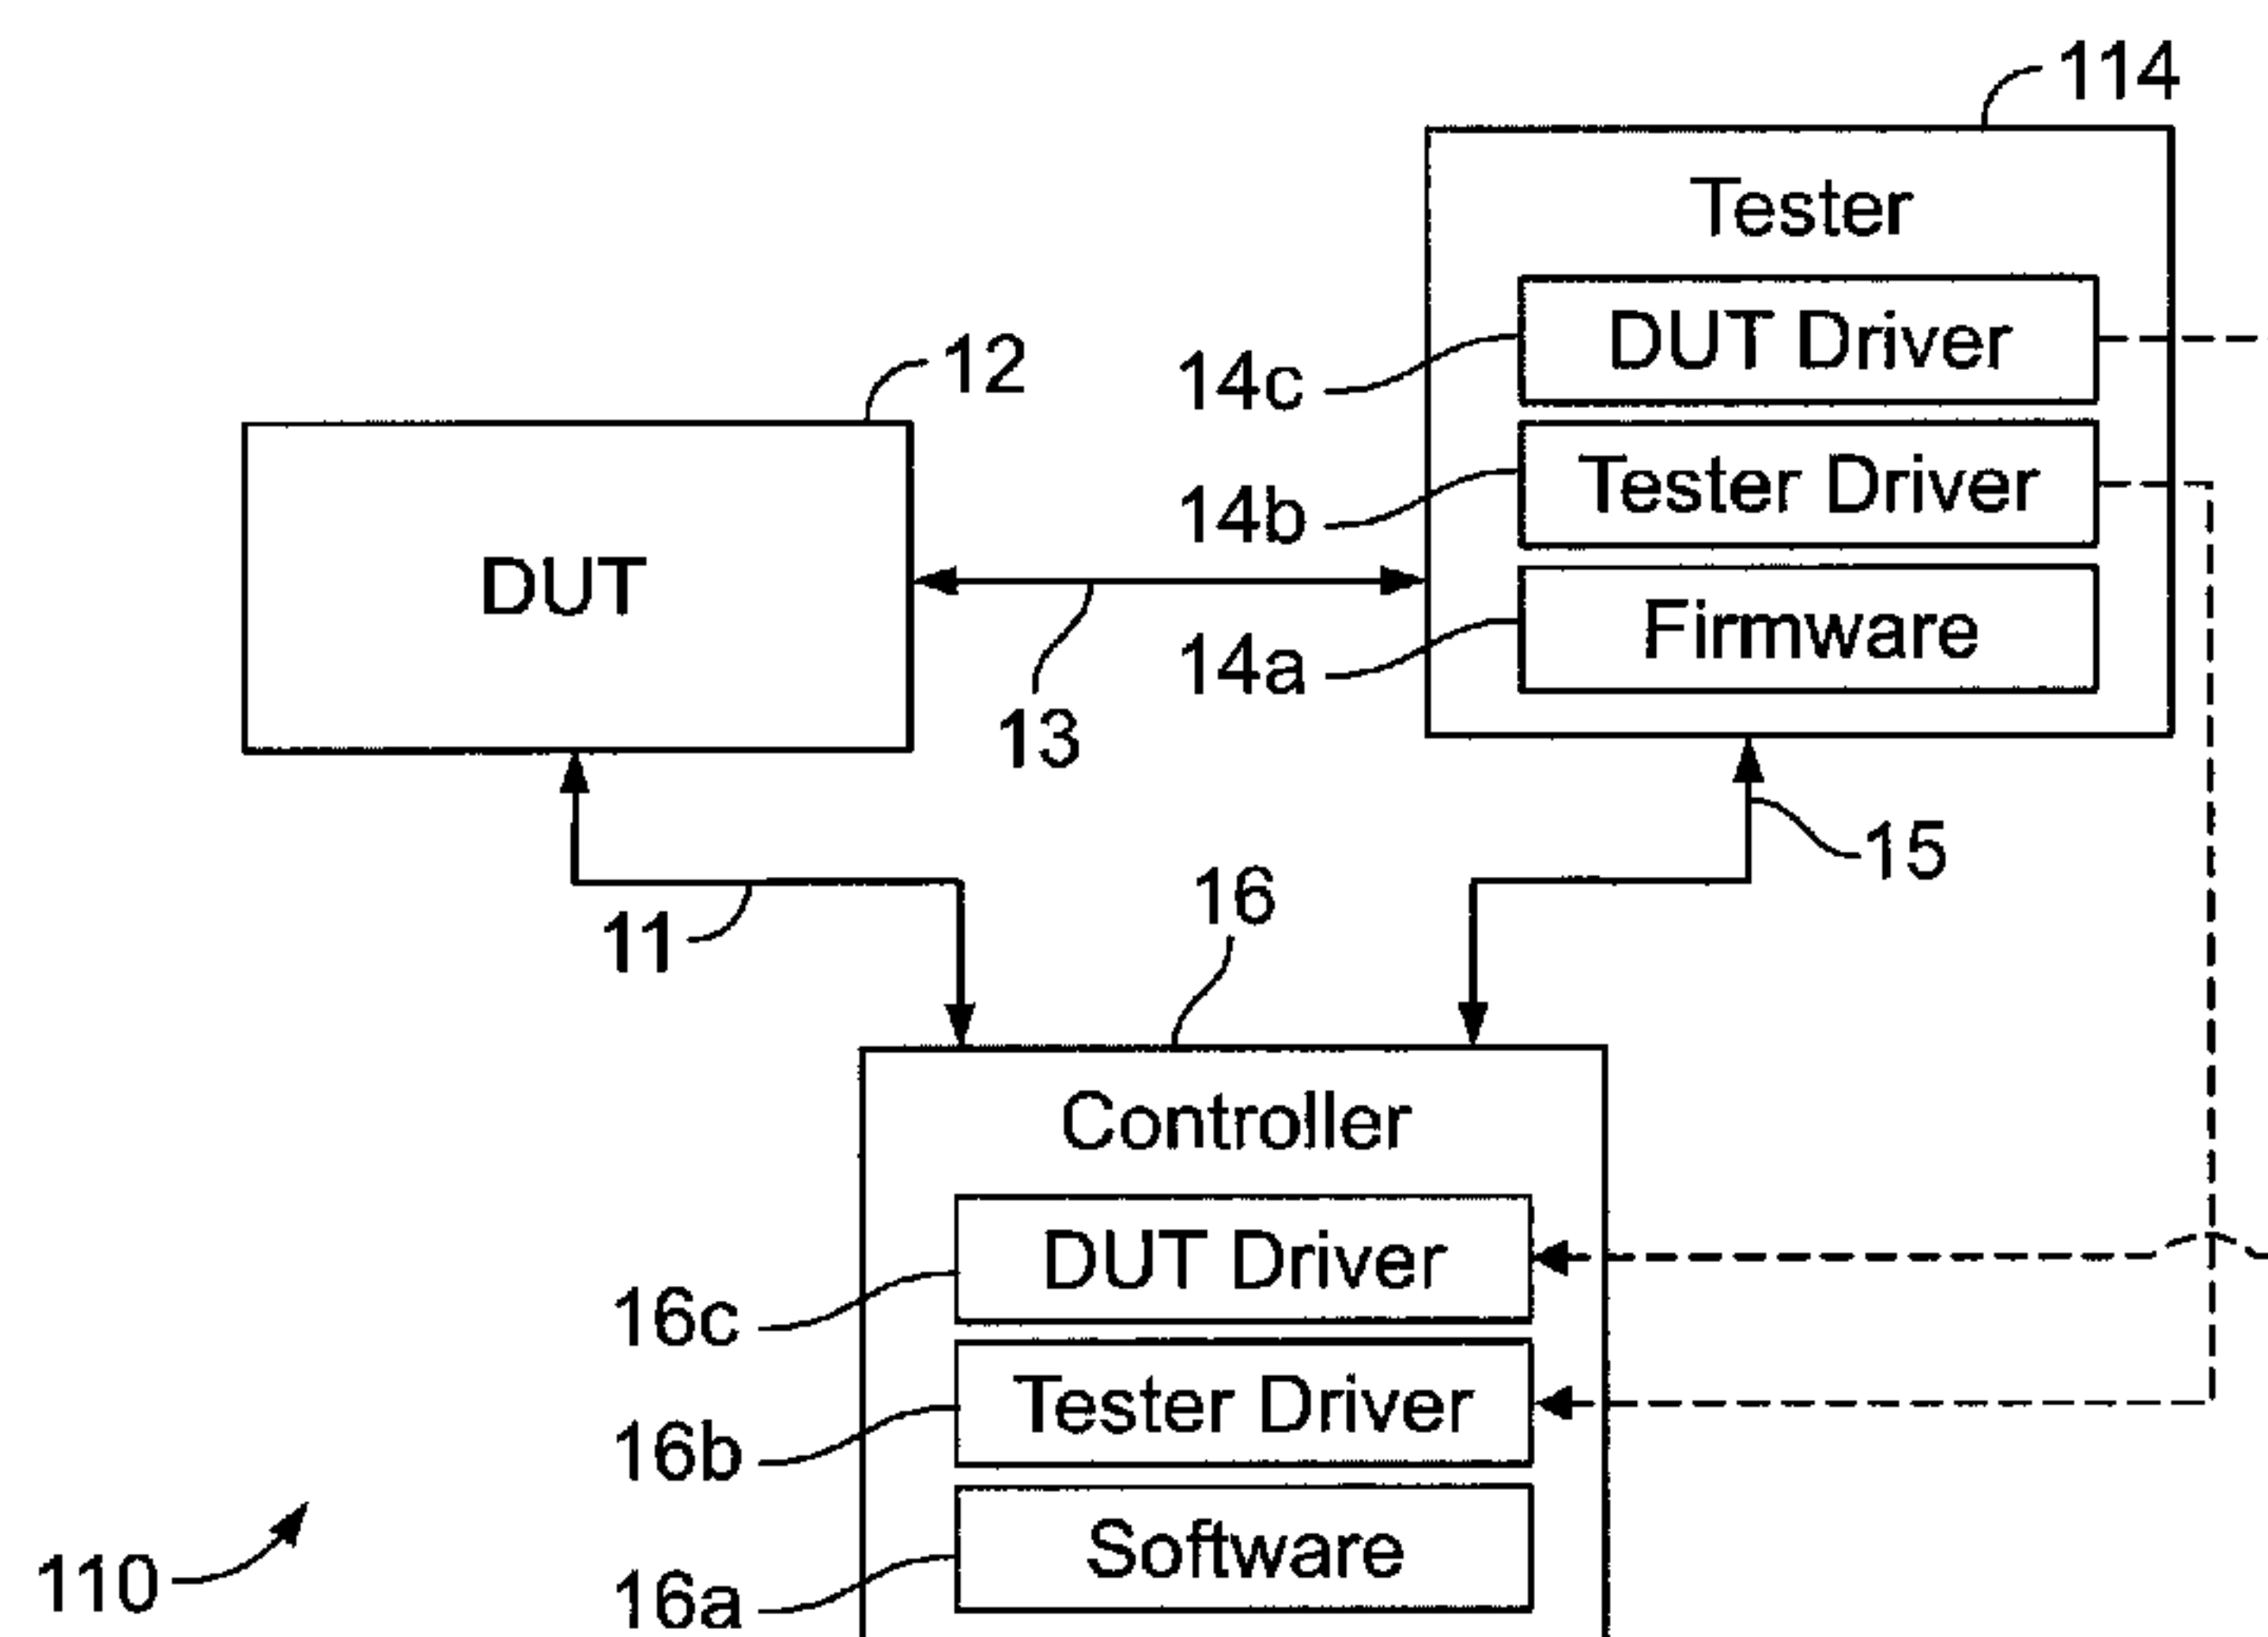 114
Tester
DUT Driver
12
14c
Tester Driver
14b
DUT
Firmware
14a
13
15
16
11
Controller
DUT Driver
16c
Tester Driver
16b
Software
110
16a